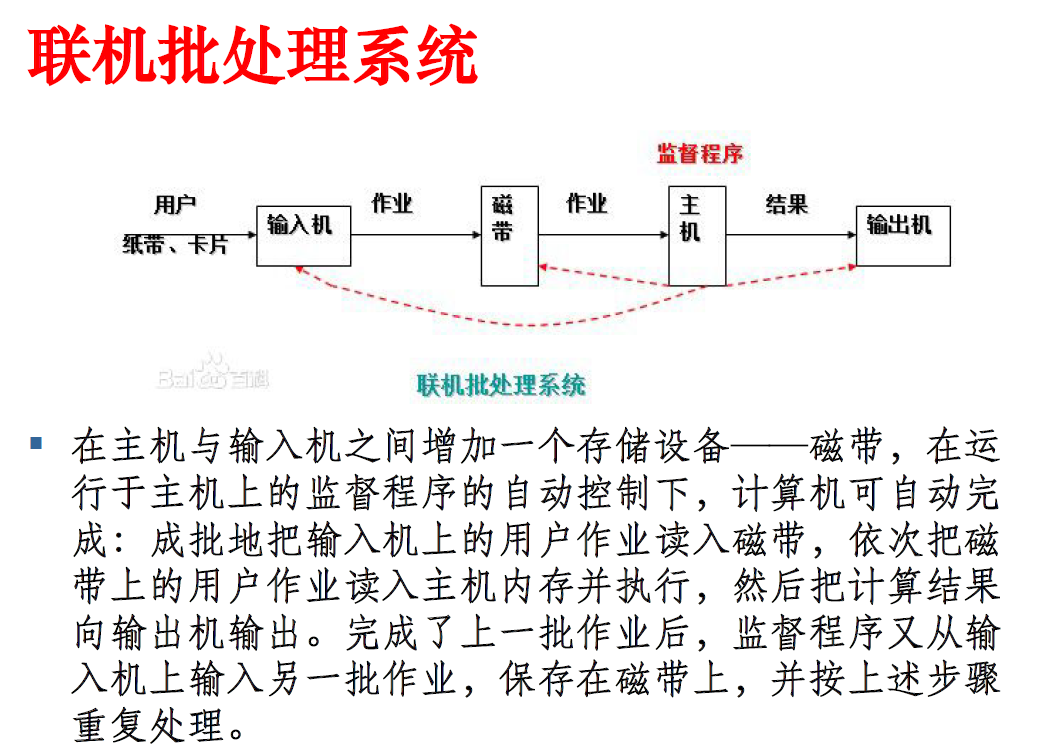 联机批处理系统
监督程序
用户
作业
磁带
作业
主机
结果
输入机
输出机
纸带、卡片
Baidu百科
联机批处理系统
在主机与输入机之间增加一个存储设备——磁带，在运
行于主机上的监督程序的自动控制下，计算机可自动完
成：成批地把输入机上的用户作业读入磁带，依次把磁
带上的用户作业读入主机内存并执行，然后把计算结果
向输出机输出。完成了上一批作业后，监督程序又从输
入机上输入另一批作业，保存在磁带上，并按上述步骤
重复处理。